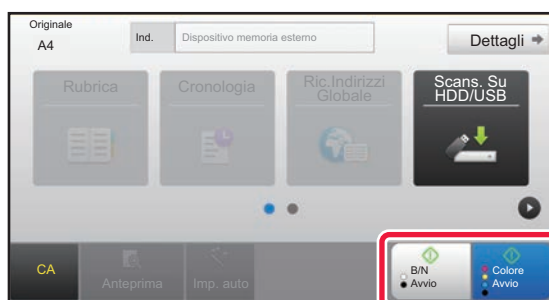 Originale
A4
Ind.
Dispositivo memoria esterno
Dettagli
Rubrica
Cronologia
Ric.Indirizzi
Globale
Scans. Su
HDD/USB
CA
Anteprima
Imp. auto
B/N
Avvio
Colore
Avvio